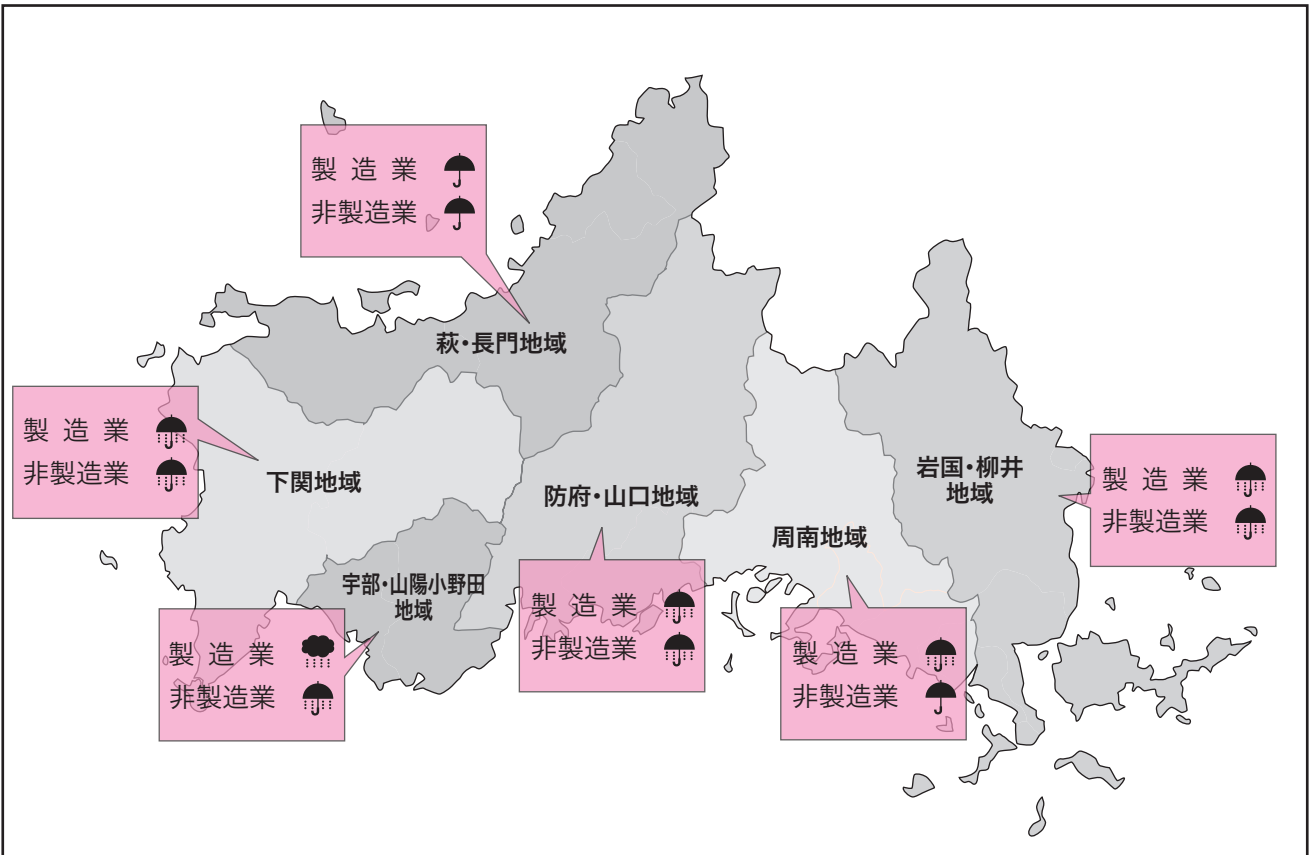 製造業
非製造業
萩・長門地域
製造業
非製造業
下関地域
防府・山口地域
岩国・柳井
地域
製造業
非製造業
周南地域
宇部・山陽小野田
地域
製造業
非製造業
製造業
非製造業
製造業
非製造業